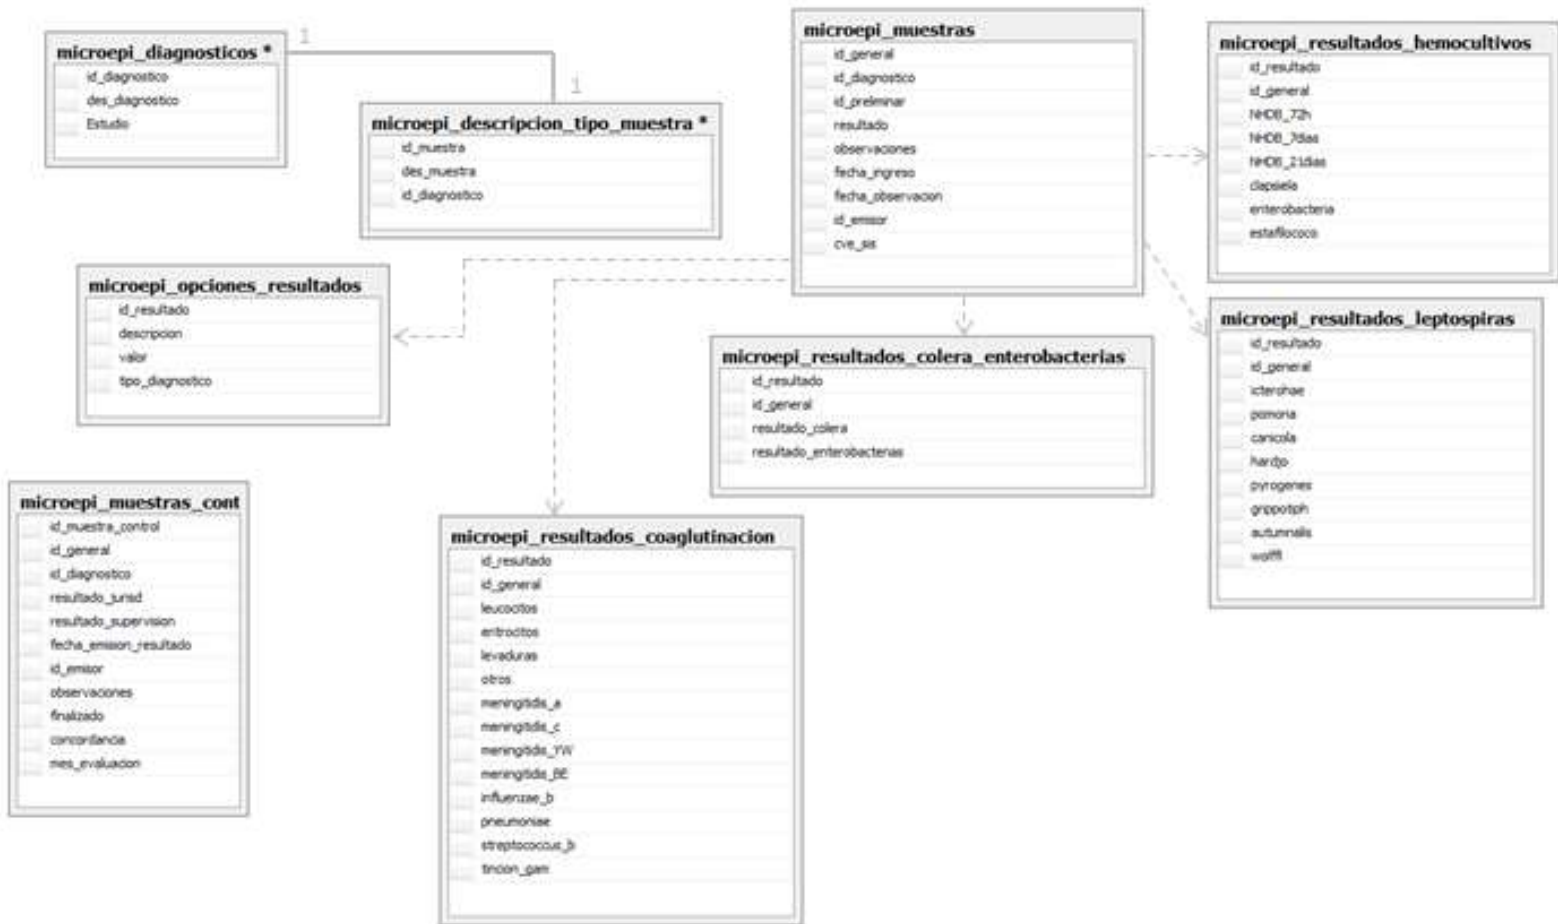 microepi_diagnosticos *
id_diagnostico
des_diagnostico
Estudio
1
1
microepi_descripcion_tipo_muestra *
id_muestra
des_muestra
id_diagnostico
microepi_muestras
id_general
id_diagnostico
id_preliminar
resultado
observaciones
fecha_ingreso
fecha_observacion
id_emisor
cve_sis
microepi_resultados_hemocultivos
id_resultado
id_general
NHDB_72h
NHDB_7dias
NHDB_21dias
clapsiela
enterobacteria
estafilococo
microepi_opciones_resultados
id_resultado
descripcion
valor
tipo_diagnostico
microepi_resultados_colera_enterobacterias
id_resultado
id_general
resultado_colera
resultado_enterobacterias
microepi_resultados_leptospiras
id_resultado
id_general
icterohae
pomona
canicola
hardjo
pyrogenes
grippotiph
autumnalis
wolffi
microepi_muestras_cont
id_muestra_control
id_general
id_diagnostico
resultado_jurisd
resultado_supervision
fecha_emision_resultado
id_emisor
observaciones
finalizado
concordancia
mes_evaluacion
microepi_resultados_coaglutinacion
id_resultado
id_general
leucocitos
eritrocitos
levaduras
otros
meningitidis_a
meningitidis_c
meningitidis_YW
meningitidis_BE
influenzae_b
pneumoniae
streptococcus_b
tincion_gam